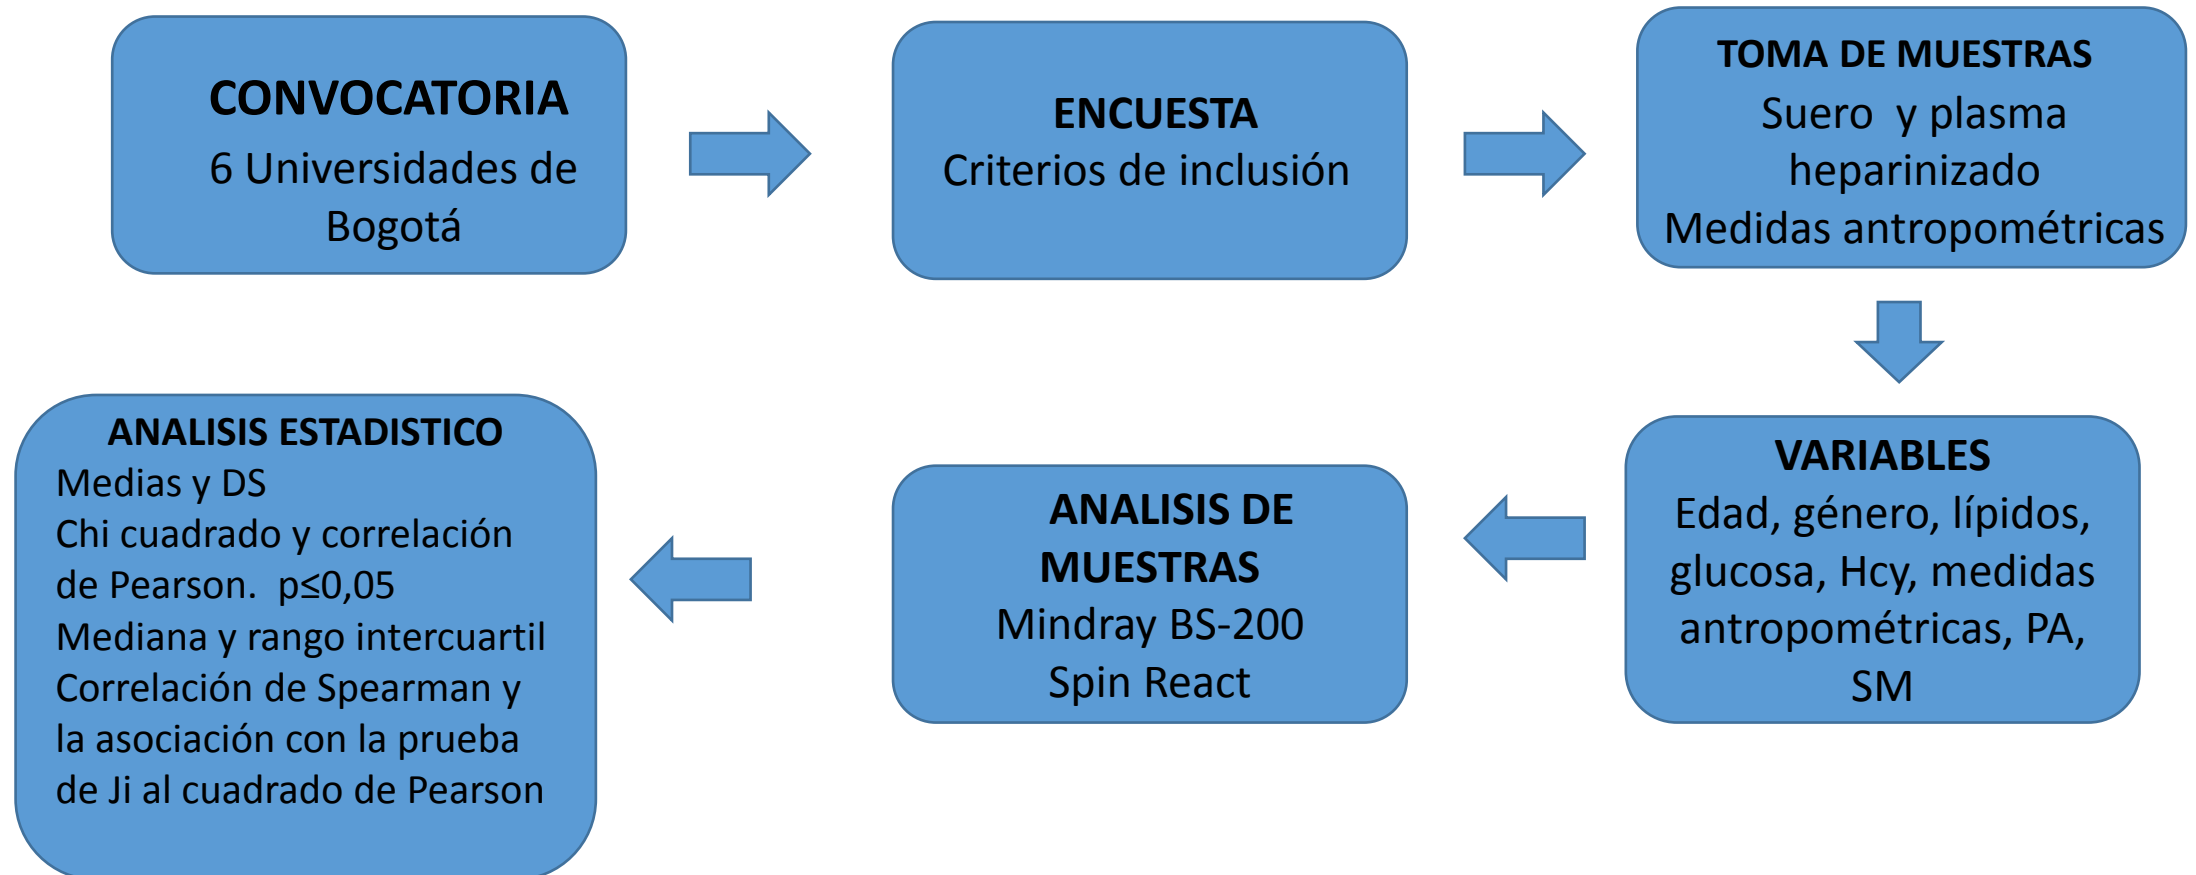 CONVOCATORIA
6 Universidades de
Bogotá
ENCUESTA
Criterios de inclusión
TOMA DE MUESTRAS
Suero y plasma
heparinizado
Medidas antropométricas
VARIABLES
Edad, género, lípidos,
glucosa, Hcy, medidas
antropométricas, PA,
SM
ANALISIS DE
MUESTRAS
Mindray BS-200
Spin React
ANALISIS ESTADISTICO
Medias y DS
Chi cuadrado y correlación
de Pearson. p≤0,05
Mediana y rango intercuartil
Correlación de Spearman y
la asociación con la prueba
de Ji al cuadrado de Pearson